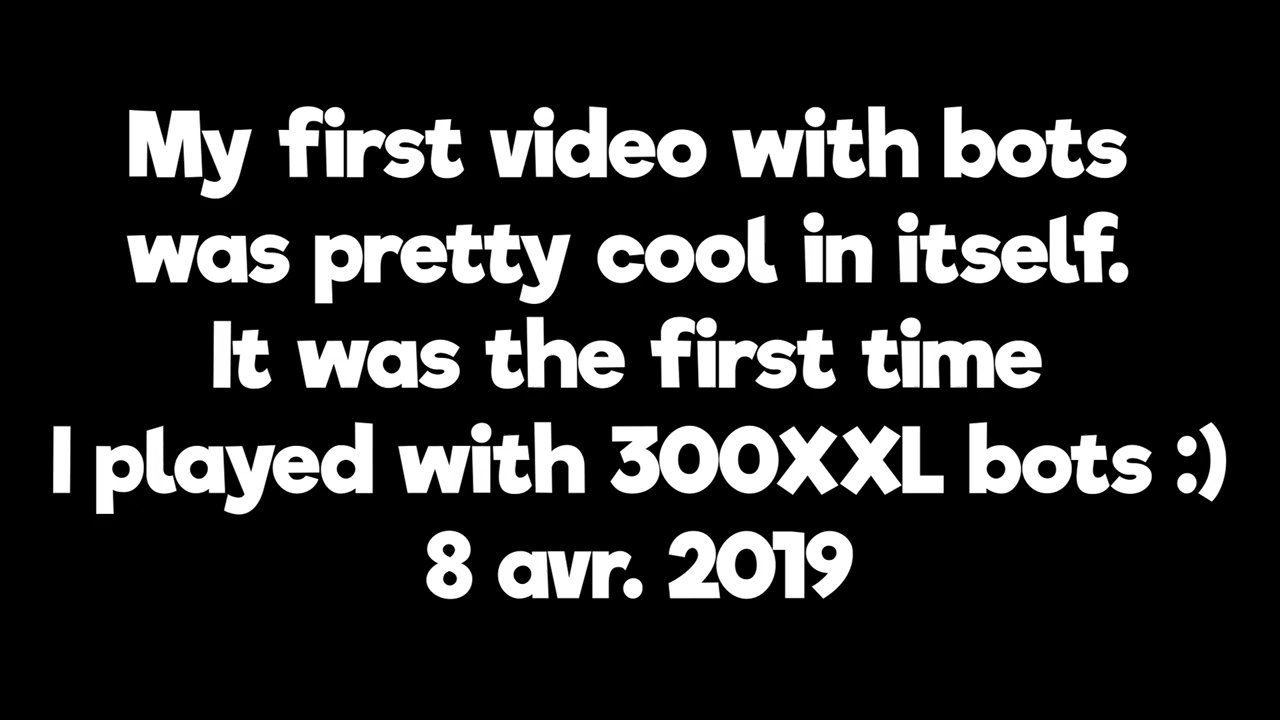 My first video with bots
was pretty cool in itself.
It was the first time
I played with 300XXL bots :)
8 avr. 2019